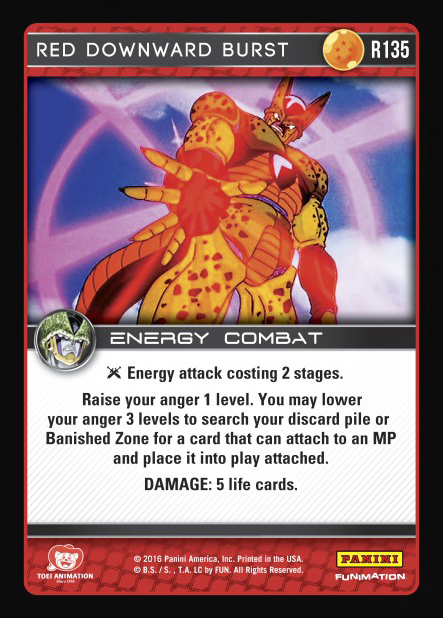 RED DOWNWARD BURST R135
ENERGY COMBAT
Energy attack costing 2 stages.
Raise your anger 1 level. You may lower
your anger 3 levels to search your discard pile or
Banished Zone for a card that can attach to an MP
and place it into play attached.
DAMAGE: 5 life cards.
TOEI ANIMATION
Since 1956
© 2016 Panini America, Inc. Printed in the USA.
© B.S. / S. , T.A. LC by FUN. All Rights Reserved.
PANINI
FUNIMATION